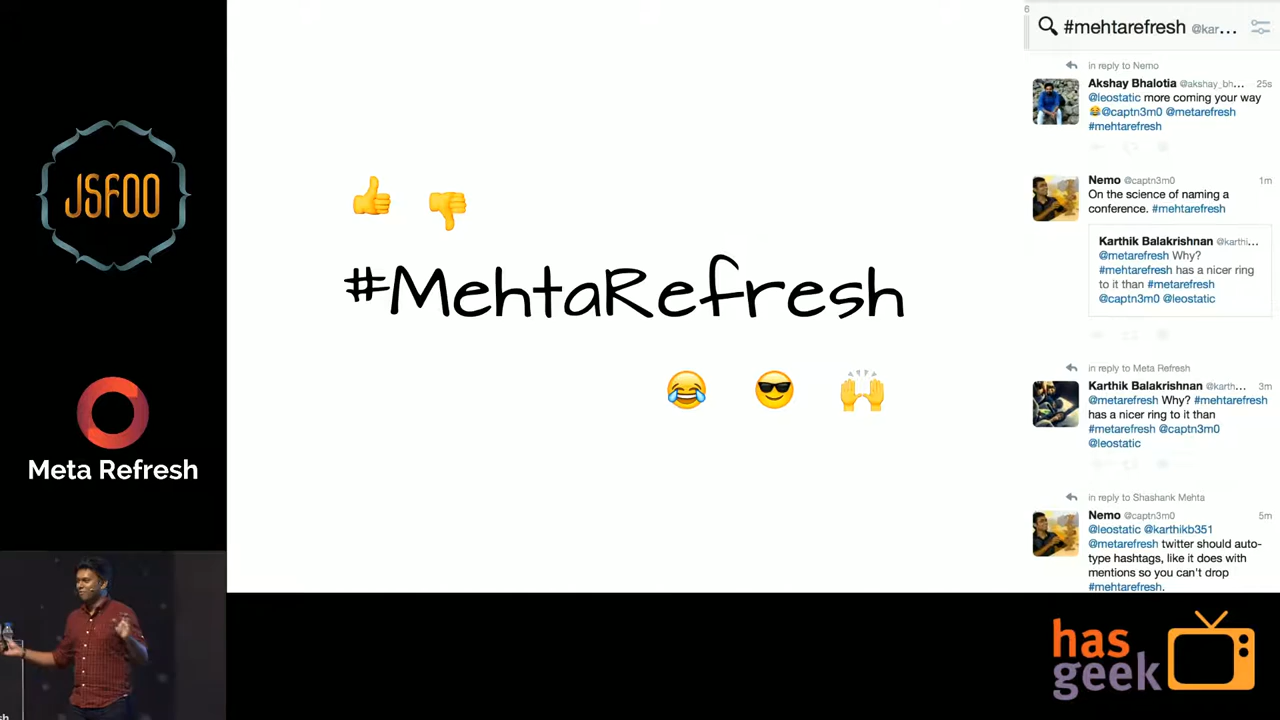 JSFOO
Meta Refresh
#MehtaRefresh
6
#mehtarefresh @kar...
in reply to Nemo
Akshay Bhalotia @akshay_bh... 25s
@leostatic more coming your way
😂@captn3m0 @metarefresh
#mehtarefresh
Nemo @captn3m0 1m
On the science of naming a
conference. #mehtarefresh
Karthik Balakrishnan @karthi...
@metarefresh Why?
#mehtarefresh has a nicer ring
to it than #metarefresh
@captn3m0 @leostatic
in reply to Meta Refresh
Karthik Balakrishnan @karth... 3m
@metarefresh Why? #mehtarefresh
has a nicer ring to it than
#metarefresh @captn3m0
@leostatic
in reply to Shashank Mehta
Nemo @captn3m0 5m
@leostatic @karthikb351
@metarefresh twitter should auto-
type hashtags, like it does with
mentions so you can't drop
#mehtarefresh.
has
geek